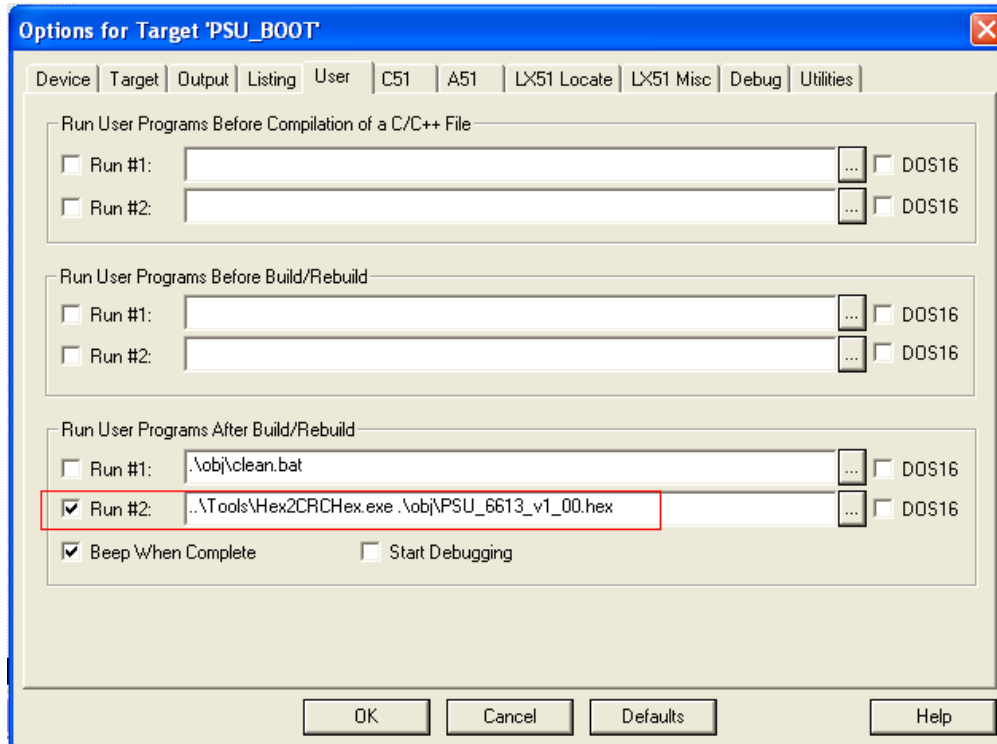 Options for Target 'PSU_BOOT'
Device | Target | Output | Listing | User | C51 | A51 | LX51 Locate | LX51 Misc | Debug | Utilities
Run User Programs Before Compilation of a C/C++ File
Run #1: ... DOS16
Run #2: ... DOS16
Run User Programs Before Build/Rebuild
Run #1: ... DOS16
Run #2: ... DOS16
Run User Programs After Build/Rebuild
Run #1: .\obj\clean.bat ... DOS16
Run #2: ..\Tools\Hex2CRCHex.exe .\obj\PSU_6613_v1_00.hex ... DOS16
Beep When Complete Start Debugging
OK Cancel Defaults Help